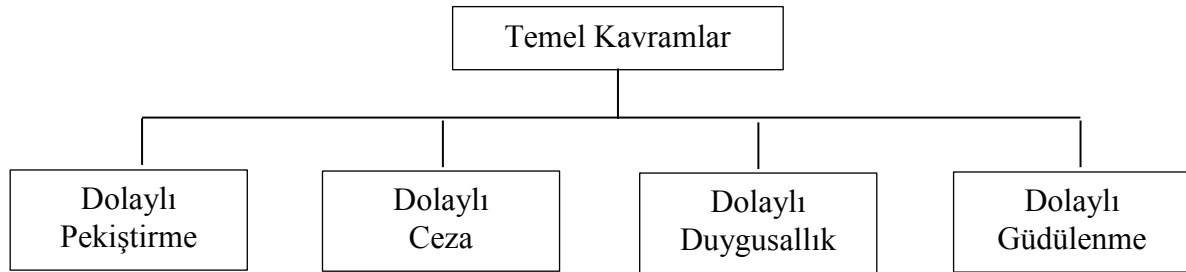 Temel Kavramlar
Dolaylı
Pekiştirme
Dolaylı
Ceza
Dolaylı
Duygusallık
Dolaylı
Güdülenme